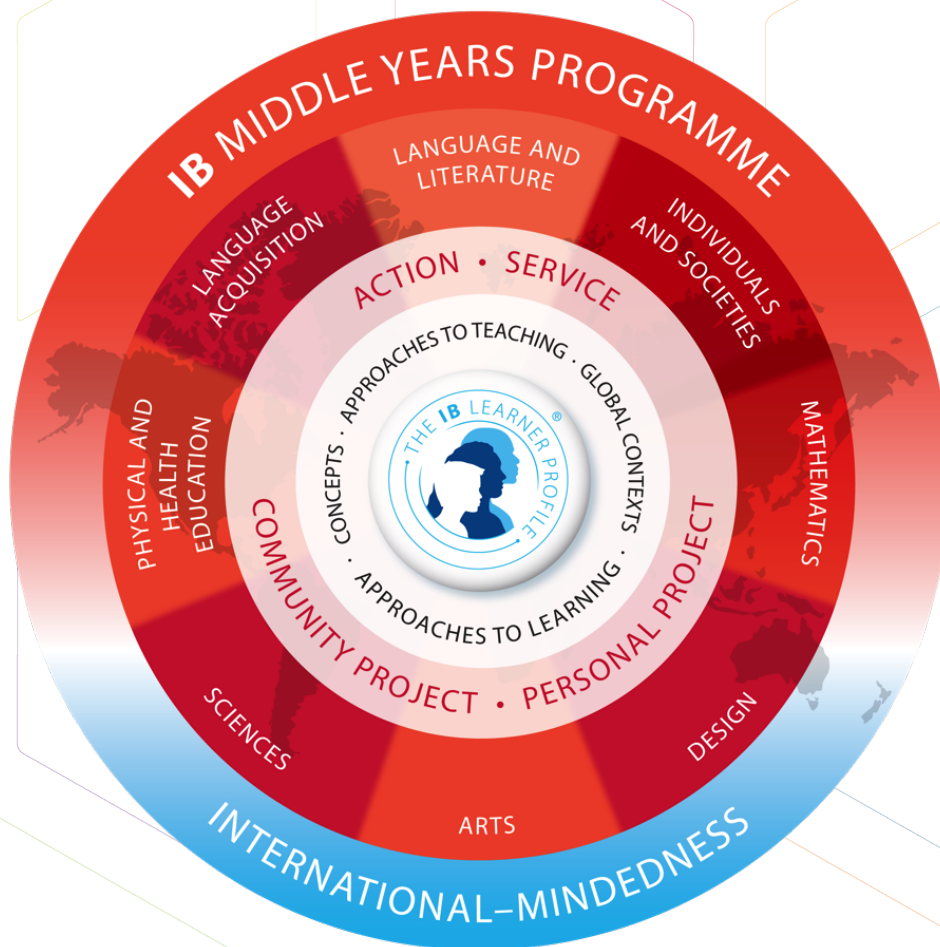 IB MIDDLE YEARS PROGRAMME
LANGUAGE AND
LITERATURE
INDIVIDUALS
AND SOCIETIES
MATHEMATICS
DESIGN
ARTS
SCIENCES
PHYSICAL AND
HEALTH
EDUCATION
LANGUAGE
ACQUISITION
ACTION • SERVICE
PERSONAL PROJECT
COMMUNITY PROJECT •
APPROACHES TO TEACHING · GLOBAL CONTEXTS ·
APPROACHES TO LEARNING
· CONCEPTS ·
• THE IB LEARNER PROFILE • ®
INTERNATIONAL–MINDEDNESS